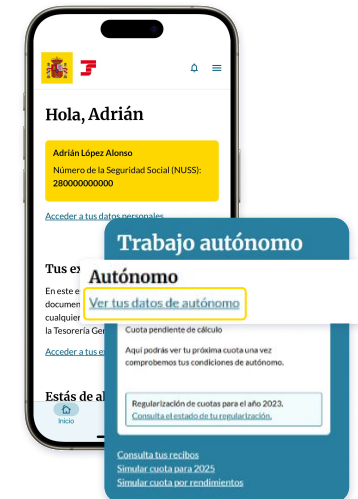 Hola, Adrián
Adrián López Alonso
Número de la Seguridad Social (NUSS):
280000000000
Acceder a tus datos personales
Trabajo autónomo
Tus ex
Autónomo
Ver tus datos de autónomo
En este e
documen
cualquier
la Tesorería Ge
Acceder a tus e
Cuota pendiente de cálculo
Aquí podrás ver tu próxima cuota una vez
comprobemos tus condiciones de autónomo.
Estás de al
Regularización de cuotas para el año 2023.
Consulta el estado de tu regularización.
Inicio
Consulta tus recibos
Simular cuota para 2025
Simular cuota por rendimientos